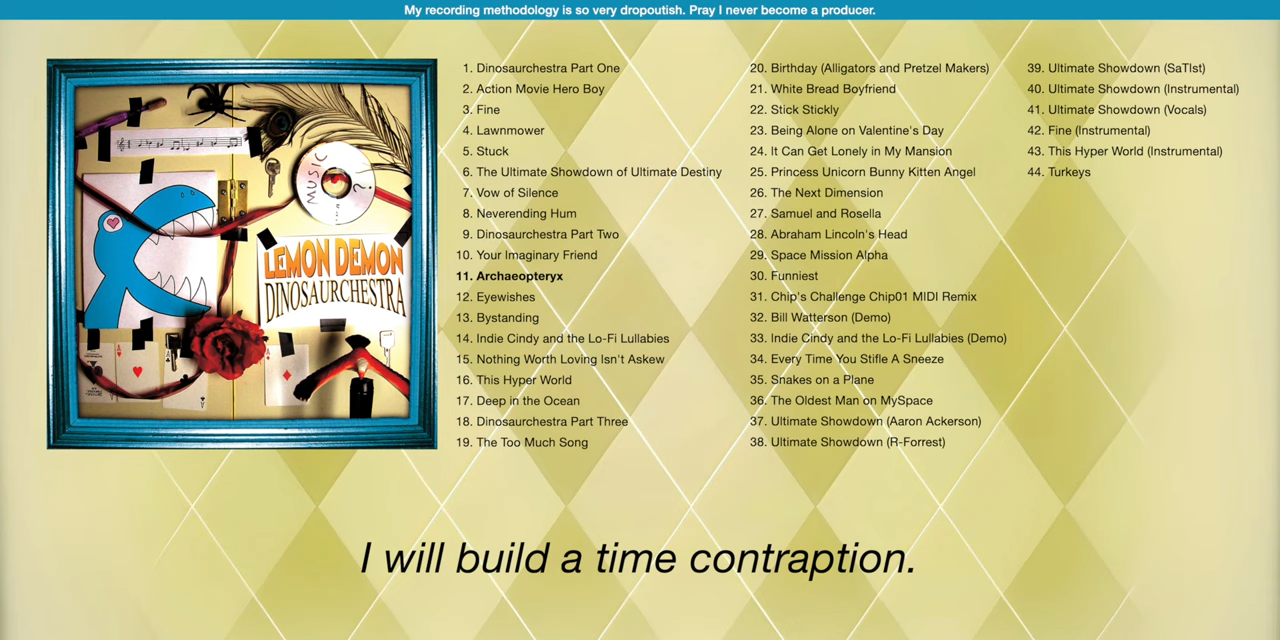 My recording methodology is so very dropoutish. Pray I never become a producer.
MUSIC
LEMON DEMON
DINOSAURCHESTRA
1. Dinosaurchestra Part One
2. Action Movie Hero Boy
3. Fine
4. Lawnmower
5. Stuck
6. The Ultimate Showdown of Ultimate Destiny
7. Vow of Silence
8. Neverending Hum
9. Dinosaurchestra Part Two
10. Your Imaginary Friend
11. Archaeopteryx
12. Eyewishes
13. Bystanding
14. Indie Cindy and the Lo-Fi Lullabies
15. Nothing Worth Loving Isn't Askew
16. This Hyper World
17. Deep in the Ocean
18. Dinosaurchestra Part Three
19. The Too Much Song
20. Birthday (Alligators and Pretzel Makers)
21. White Bread Boyfriend
22. Stick Stickly
23. Being Alone on Valentine's Day
24. It Can Get Lonely in My Mansion
25. Princess Unicorn Bunny Kitten Angel
26. The Next Dimension
27. Samuel and Rosella
28. Abraham Lincoln's Head
29. Space Mission Alpha
30. Funniest
31. Chip's Challenge Chip01 MIDI Remix
32. Bill Watterson (Demo)
33. Indie Cindy and the Lo-Fi Lullabies (Demo)
34. Every Time You Stifle A Sneeze
35. Snakes on a Plane
36. The Oldest Man on MySpace
37. Ultimate Showdown (Aaron Ackerson)
38. Ultimate Showdown (R-Forrest)
39. Ultimate Showdown (SaTIst)
40. Ultimate Showdown (Instrumental)
41. Ultimate Showdown (Vocals)
42. Fine (Instrumental)
43. This Hyper World (Instrumental)
44. Turkeys
I will build a time contraption.